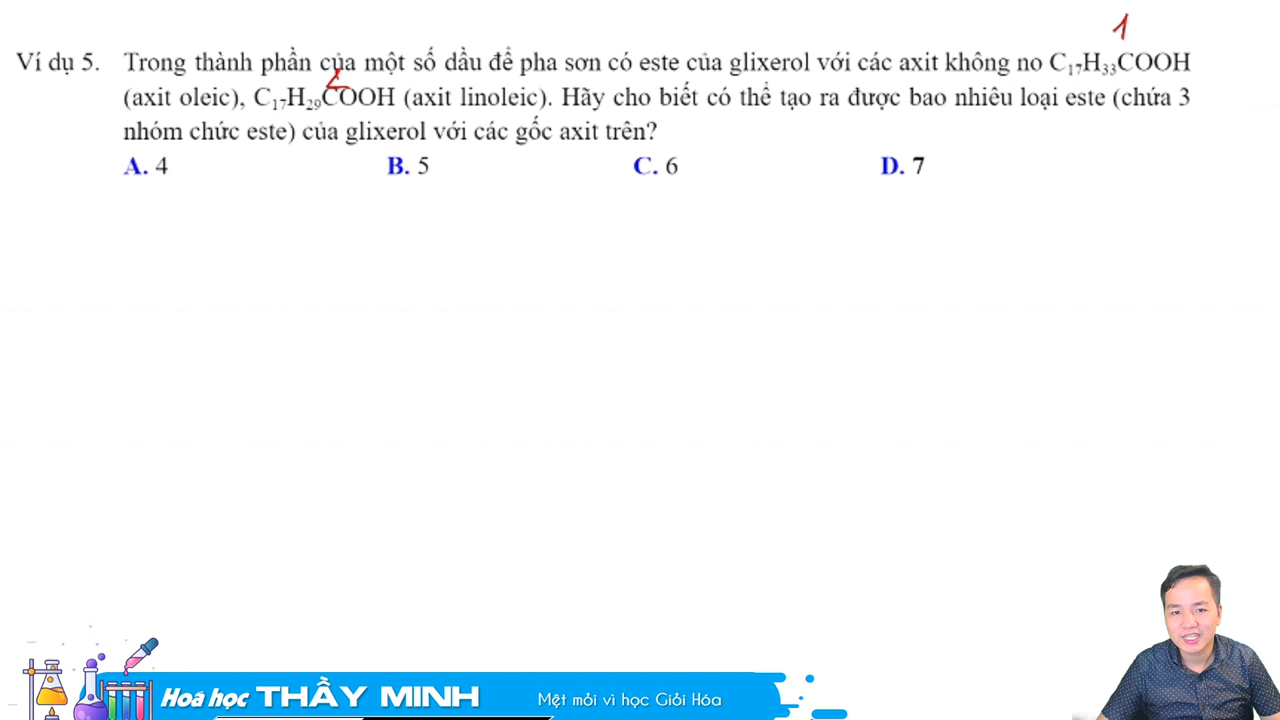 1
Ví dụ 5. Trong thành phần của một số dầu để pha sơn có este của glixerol với các axit không no C₁₇H₃₃COOH
2
(axit oleic), C₁₇H₂₉COOH (axit linoleic). Hãy cho biết có thể tạo ra được bao nhiêu loại este (chứa 3
nhóm chức este) của glixerol với các gốc axit trên?
A. 4 B. 5 C. 6 D. 7
Hoá học THẦY MINH Mệt mỏi vì học Giỏi Hóa